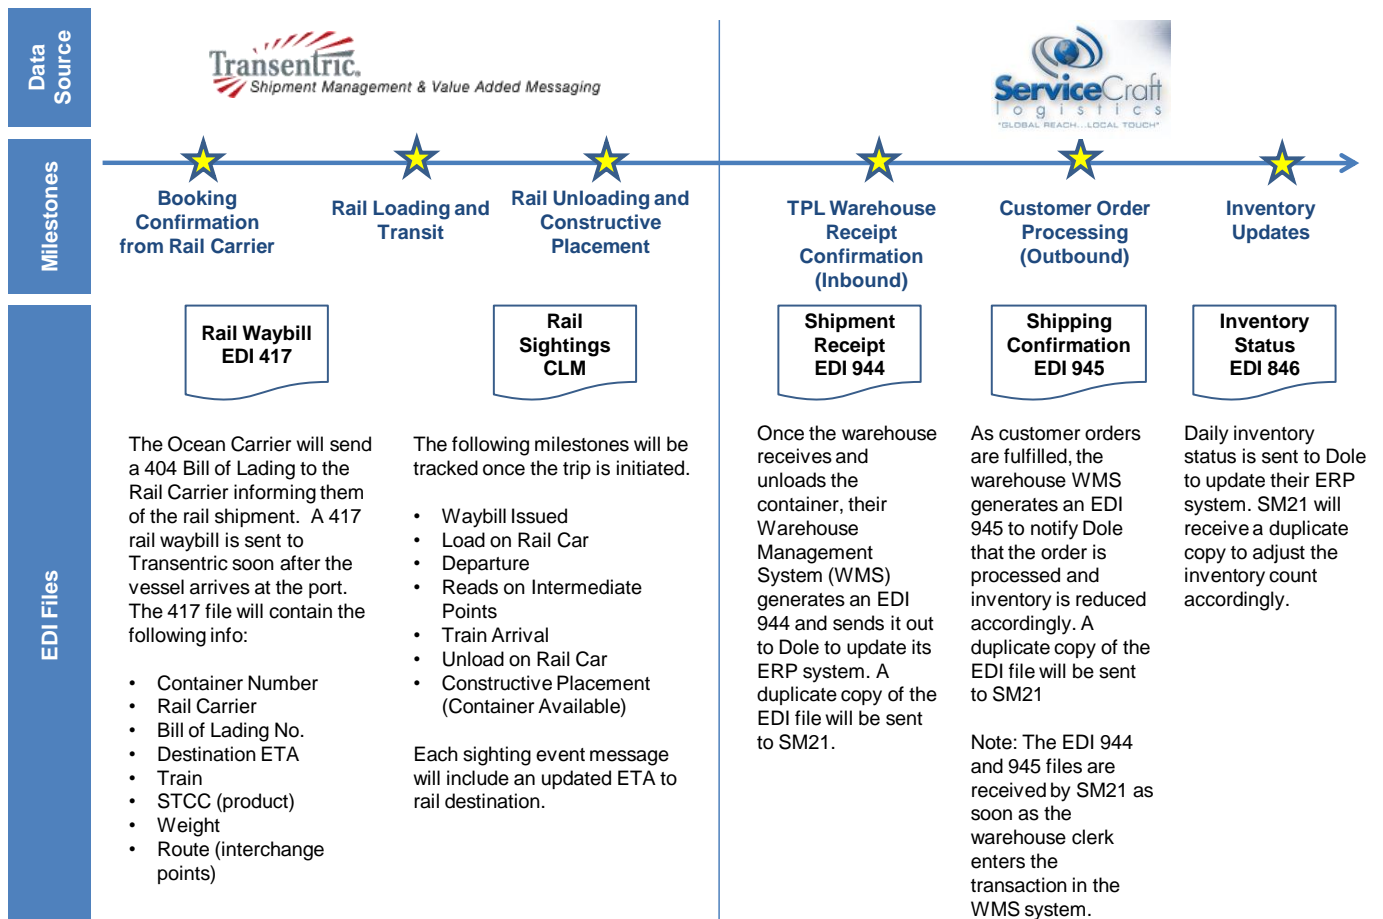 Data
Source
Transentric.
Shipment Management & Value Added Messaging
ServiceCraft
logistics
"GLOBAL REACH...LOCAL TOUCH"
Milestones
Booking
Confirmation
from Rail Carrier
Rail Loading and
Transit
Rail Unloading and
Constructive
Placement
TPL Warehouse
Receipt
Confirmation
(Inbound)
Customer Order
Processing
(Outbound)
Inventory
Updates
EDI Files
Rail Waybill
EDI 417
Rail
Sightings
CLM
Shipment
Receipt
EDI 944
Shipping
Confirmation
EDI 945
Inventory
Status
EDI 846
The Ocean Carrier will send
a 404 Bill of Lading to the
Rail Carrier informing them
of the rail shipment. A 417
rail waybill is sent to
Transentric soon after the
vessel arrives at the port.
The 417 file will contain the
following info:
• Container Number
• Rail Carrier
• Bill of Lading No.
• Destination ETA
• Train
• STCC (product)
• Weight
• Route (interchange
points)
The following milestones will be
tracked once the trip is initiated.
• Waybill Issued
• Load on Rail Car
• Departure
• Reads on Intermediate
Points
• Train Arrival
• Unload on Rail Car
• Constructive Placement
(Container Available)
Each sighting event message
will include an updated ETA to
rail destination.
Once the warehouse
receives and
unloads the
container, their
Warehouse
Management
System (WMS)
generates an EDI
944 and sends it out
to Dole to update its
ERP system. A
duplicate copy of the
EDI file will be sent
to SM21.
As customer orders
are fulfilled, the
warehouse WMS
generates an EDI
945 to notify Dole
that the order is
processed and
inventory is reduced
accordingly. A
duplicate copy of the
EDI file will be sent
to SM21
Note: The EDI 944
and 945 files are
received by SM21 as
soon as the
warehouse clerk
enters the
transaction in the
WMS system.
Daily inventory
status is sent to Dole
to update their ERP
system. SM21 will
receive a duplicate
copy to adjust the
inventory count
accordingly.